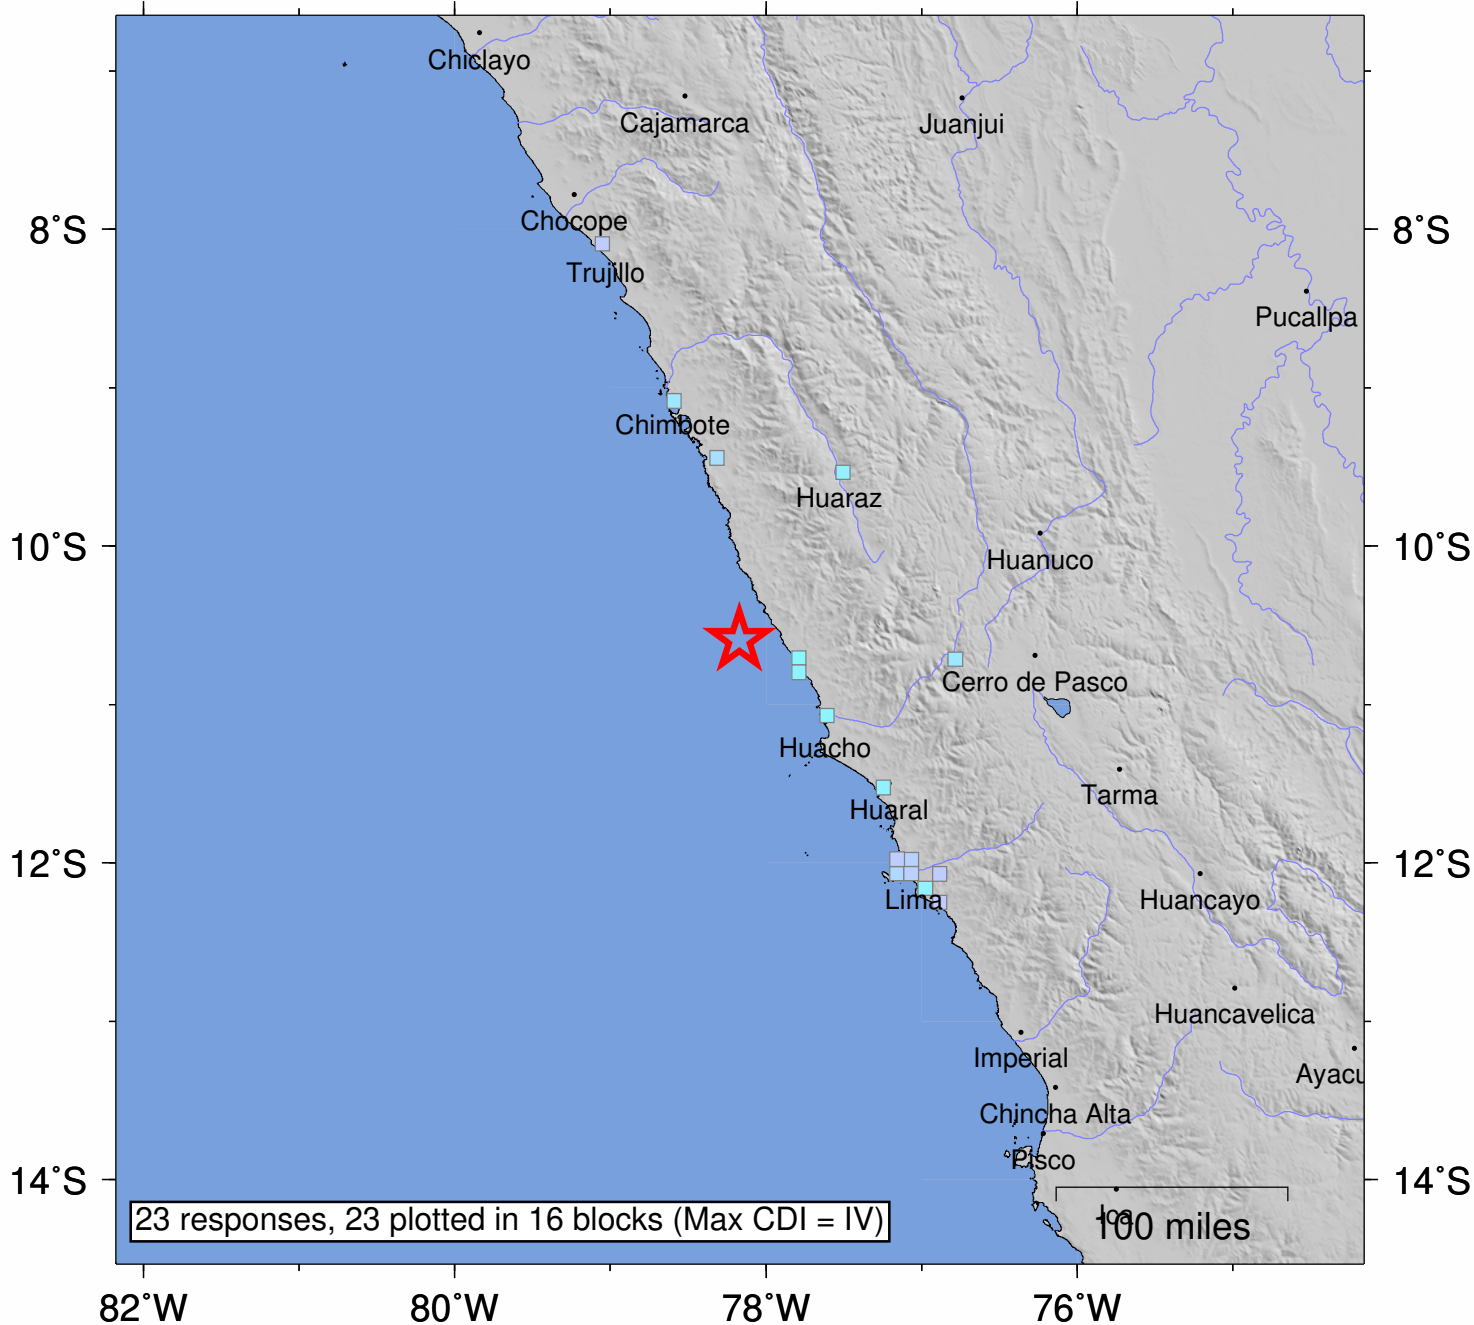 Chiclayo
Cajamarca
Juanjui
Chocope
8°S
8°S
Trujillo
Pucallpa
Chimbote
Huaraz
10°S
10°S
Huanuco
Cerro de Pasco
Huacho
Tarma
Huaral
12°S
12°S
Lima
Huancayo
Huancavelica
Imperial
Ayacu
Chincha Alta
Pisco
14°S
14°S
Ica
100 miles
23 responses, 23 plotted in 16 blocks (Max CDI = IV)
82°W
80°W
78°W
76°W